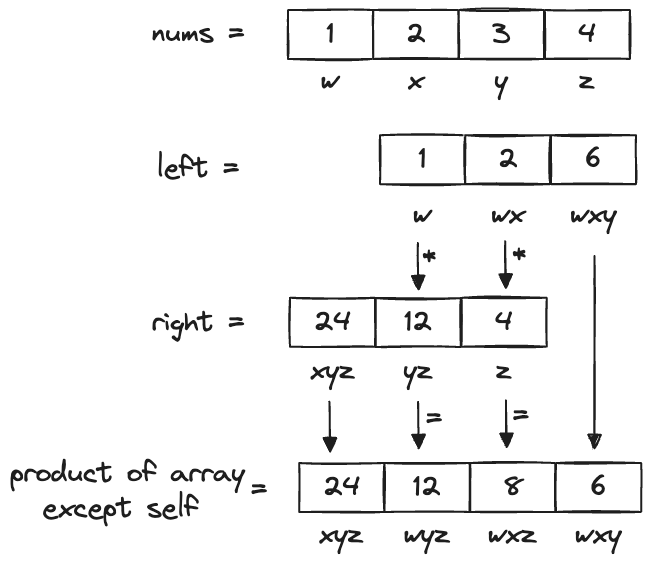 nums = 1 2 3 4
w x y z
left = 1 2 6
w wx wxy
* *
right = 24 12 4
xyz yz z
= =
product of array
except self = 24 12 8 6
xyz wyz wxz wxy